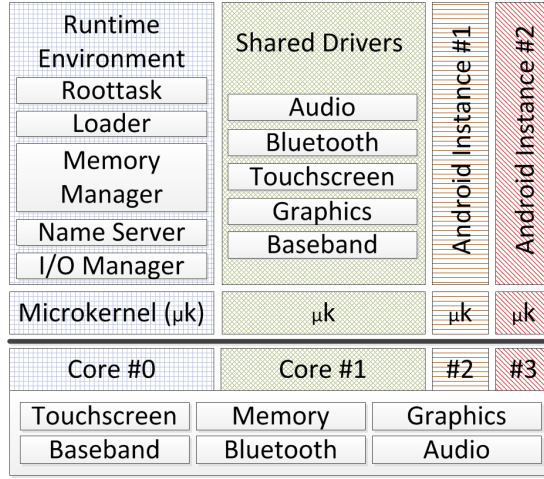 Runtime
Environment
Roottask
Loader
Memory
Manager
Name Server
I/O Manager
Shared Drivers
Audio
Bluetooth
Touchscreen
Graphics
Baseband
Android Instance #1
Android Instance #2
Microkernel (μk)
μk
μk
μk
Core #0
Core #1
#2
#3
Touchscreen
Memory
Graphics
Baseband
Bluetooth
Audio